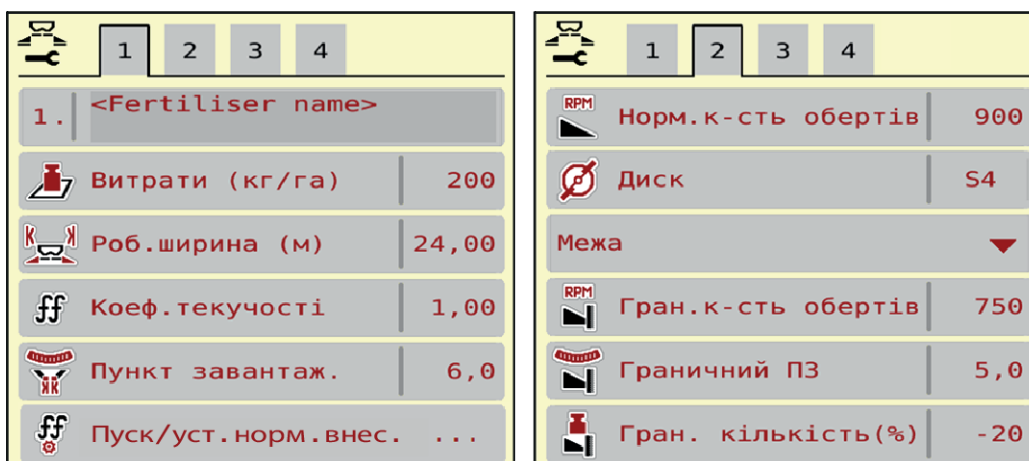 1 2 3 4
1. <Fertiliser name>
Витрати (кг/га) 200
Роб.ширина (м) 24,00
Коеф.текучості 1,00
Пункт завантаж. 6,0
Пуск/уст.норм.внес. ...
1 2 3 4
RPM Норм.к-сть обертів 900
Диск S4
Межа
RPM Гран.к-сть обертів 750
Граничний ПЗ 5,0
Гран. кількість(%) -20